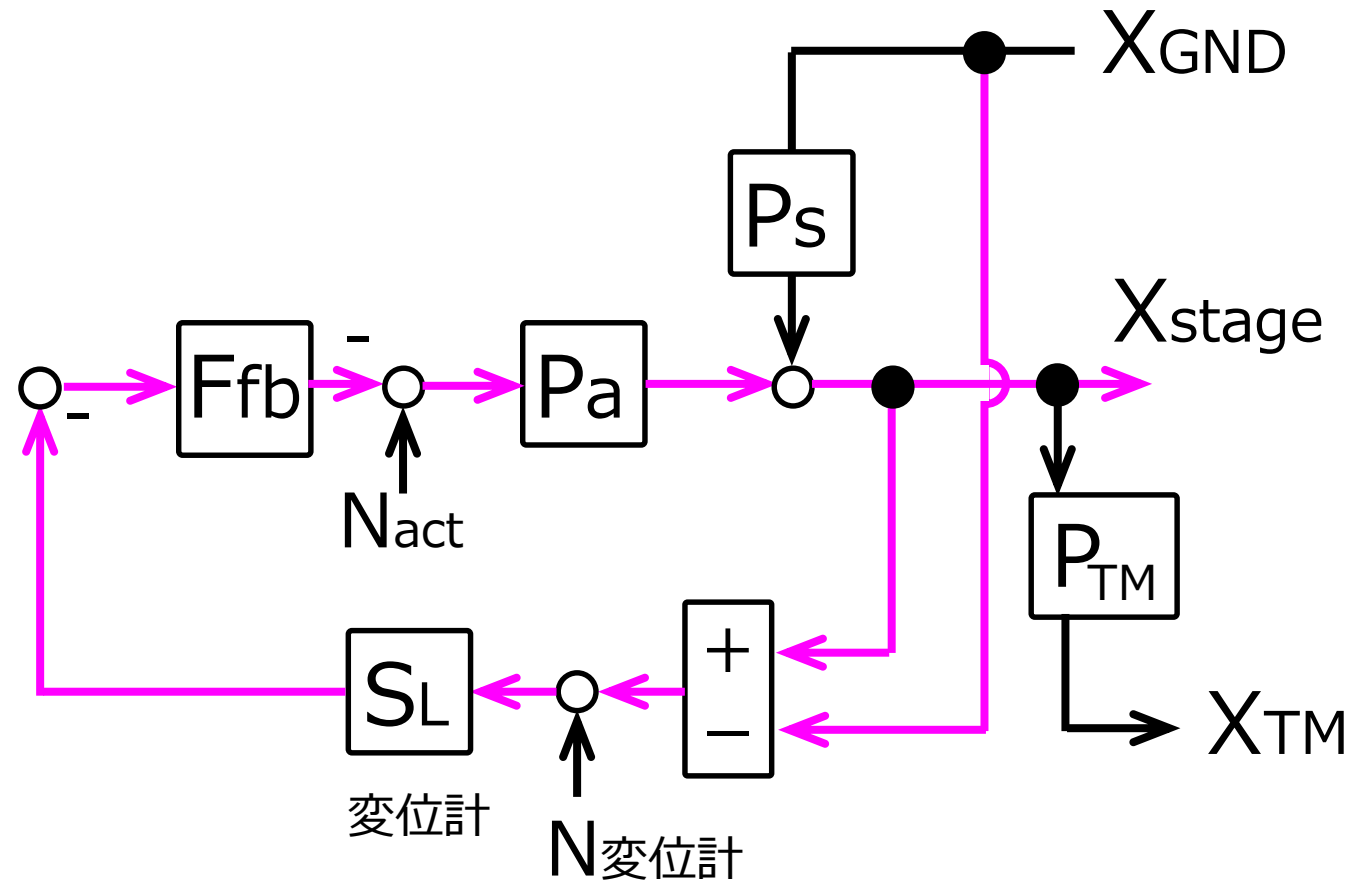 XGND
Ps
Xstage
-
Ffb
Pa
-
Nact
PTM
+
SL
−
XTM
変位計
N変位計